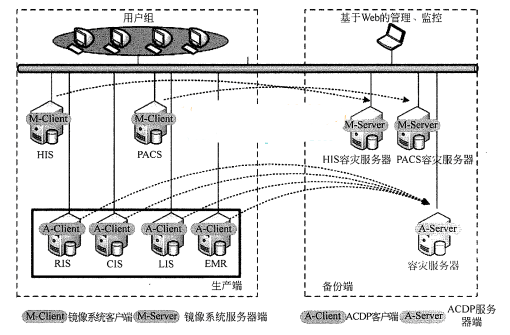 用户组
基于Web的管理、监控
M-Client
HIS
M-Client
PACS
M-Server
HIS容灾服务器
M-Server
PACS容灾服务器
A-Client
RIS
A-Client
CIS
A-Client
LIS
A-Client
EMR
A-Server
容灾服务器
生产端
备份端
M-Client 镜像系统客户端
M-Server 镜像系统服务器端
A-Client ACDP客户端
A-Server ACDP服务
器端